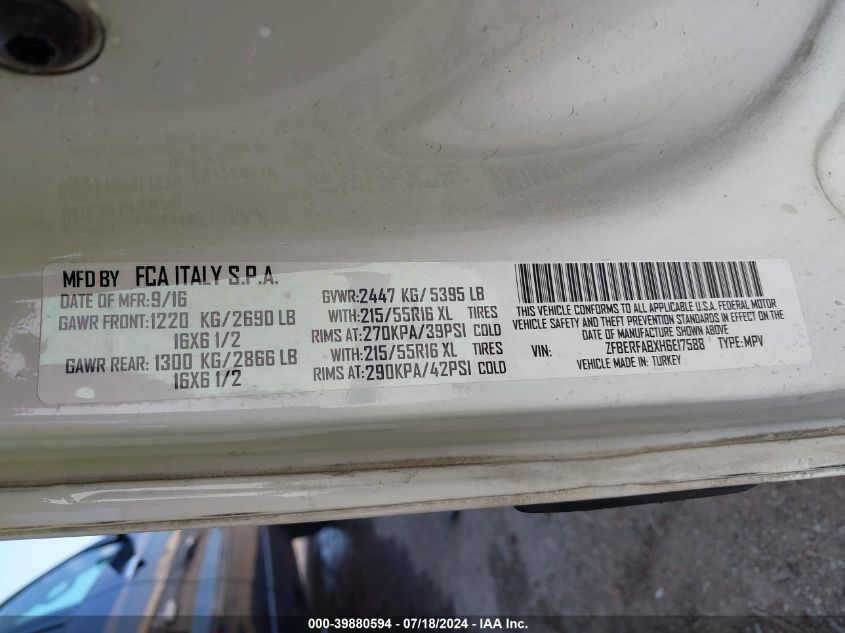 MFD BY FCA ITALY S.P.A.
DATE OF MFR:9/16
GAWR FRONT:1220 KG/2690 LB
16X6 1/2
GAWR REAR:1300 KG/2866 LB
16X6 1/2
GVWR:2447 KG/5395 LB
WITH:215/55R16 XL TIRES
RIMS AT:270KPA/39PSI COLD
WITH:215/55R16 XL TIRES
RIMS AT:290KPA/42PSI COLD
THIS VEHICLE CONFORMS TO ALL APPLICABLE U.S.A. FEDERAL MOTOR
VEHICLE SAFETY AND THEFT PREVENTION STANDARDS IN EFFECT ON THE
DATE OF MANUFACTURE SHOWN ABOVE.
VIN: ZFBERFABXH6E17588 TYPE:MPV
VEHICLE MADE IN: TURKEY
000-39880594 - 07/18/2024 - IAA Inc.